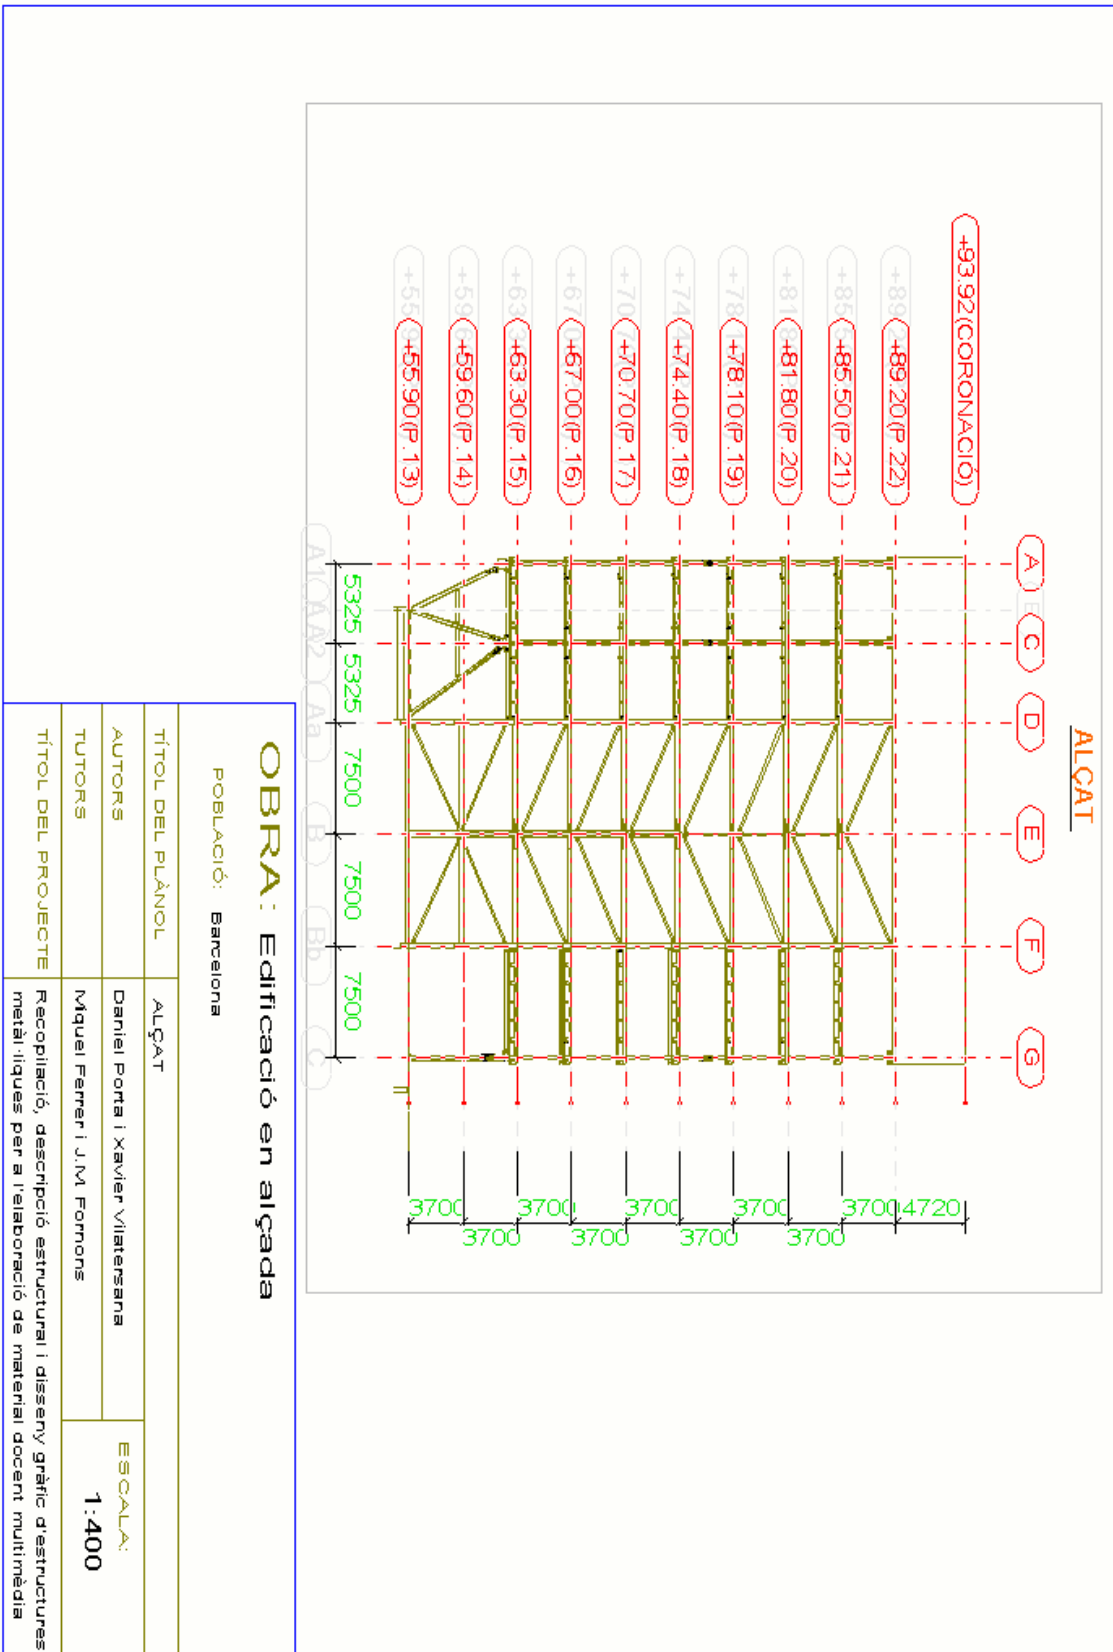 ALÇAT
A
C
D
E
F
G
+93.92(CORONACIÓ)
+89.20(P.22)
+85.50(P.21)
+81.80(P.20)
+78.10(P.19)
+74.40(P.18)
+70.70(P.17)
+67.00(P.16)
+63.30(P.15)
+59.60(P.14)
+55.90(P.13)
4720
3700
3700
3700
3700
3700
3700
3700
3700
3700
5325
5325
7500
7500
7500
A1
A
A2
Aa
B
Bb
C
OBRA: Edificació en alçada
POBLACIÓ: Barcelona
TÍTOL DEL PLÀNOL
ALÇAT
AUTORS
Daniel Porta i Xavier Vilatersana
ESCALA:
1:400
TUTORS
Miquel Ferrer i J.M. Fornons
TÍTOL DEL PROJECTE
Recopilació, descripció estructural i disseny gràfic d'estructures
metàl·liques per a l'elaboració de material docent multimèdia